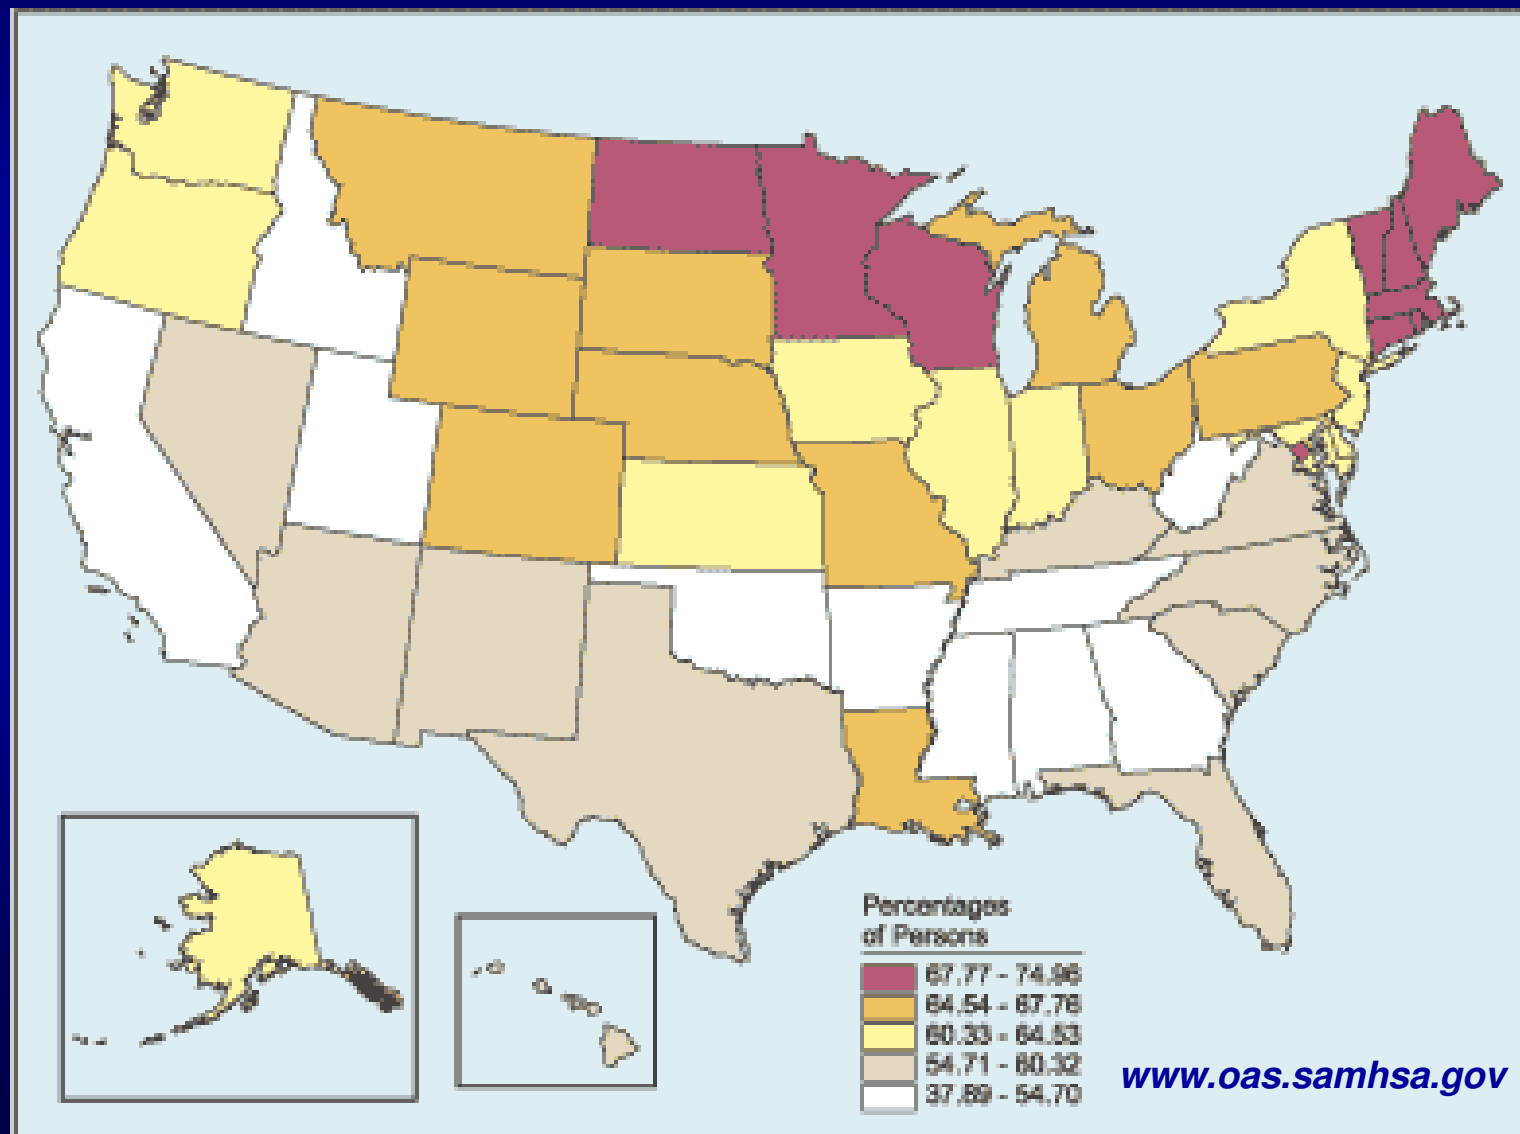 Percentages
of Persons
67.77 - 74.96
64.54 - 67.76
60.33 - 64.53
54.71 - 60.32
37.89 - 54.70
www.oas.samhsa.gov